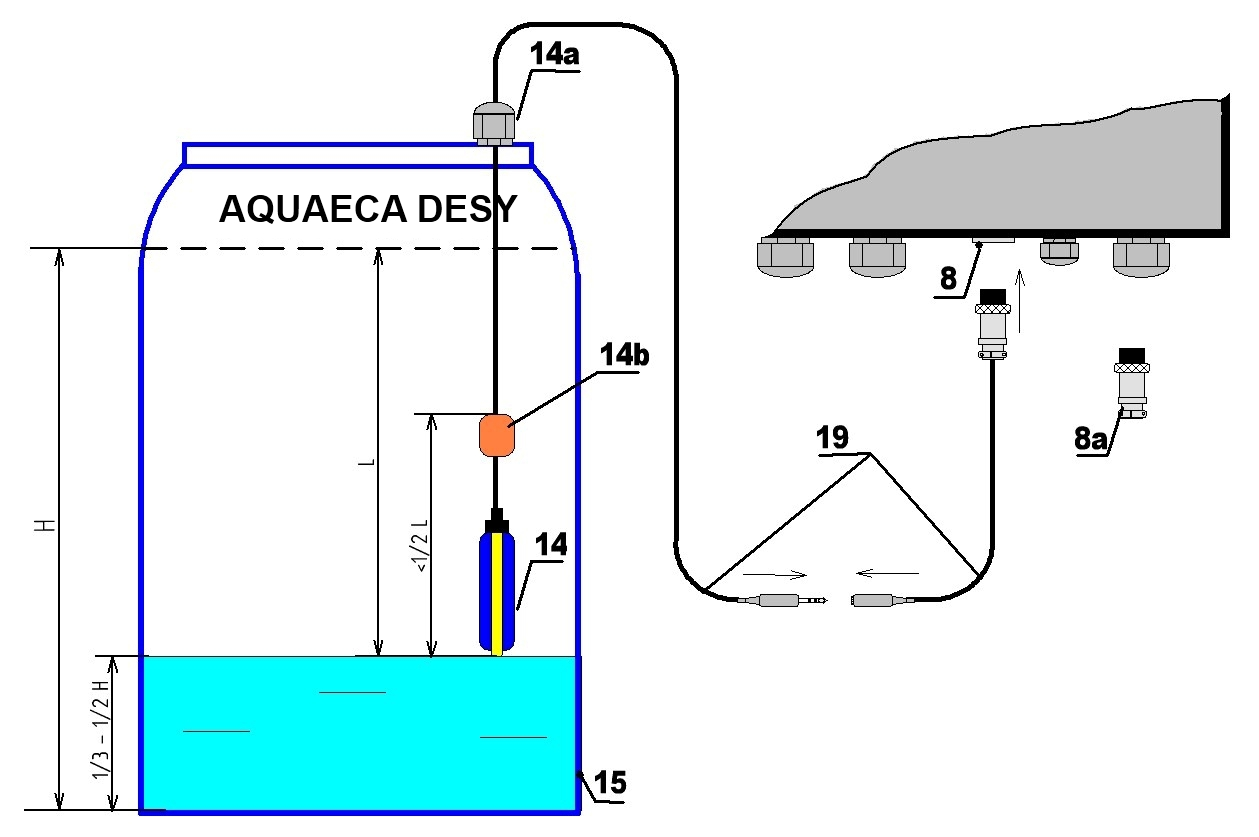 14a
AQUAECA DESY
8
14b
8a
19
L
H
<1/2 L
14
1/3 – 1/2 H
15